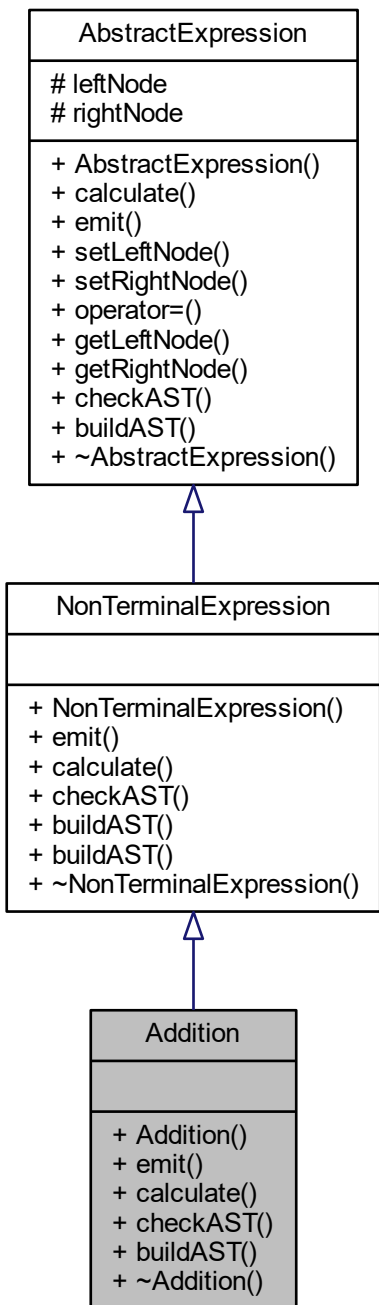 AbstractExpression
# leftNode
# rightNode
+ AbstractExpression()
+ calculate()
+ emit()
+ setLeftNode()
+ setRightNode()
+ operator=()
+ getLeftNode()
+ getRightNode()
+ checkAST()
+ buildAST()
+ ~AbstractExpression()
NonTerminalExpression
+ NonTerminalExpression()
+ emit()
+ calculate()
+ checkAST()
+ buildAST()
+ buildAST()
+ ~NonTerminalExpression()
Addition
+ Addition()
+ emit()
+ calculate()
+ checkAST()
+ buildAST()
+ ~Addition()